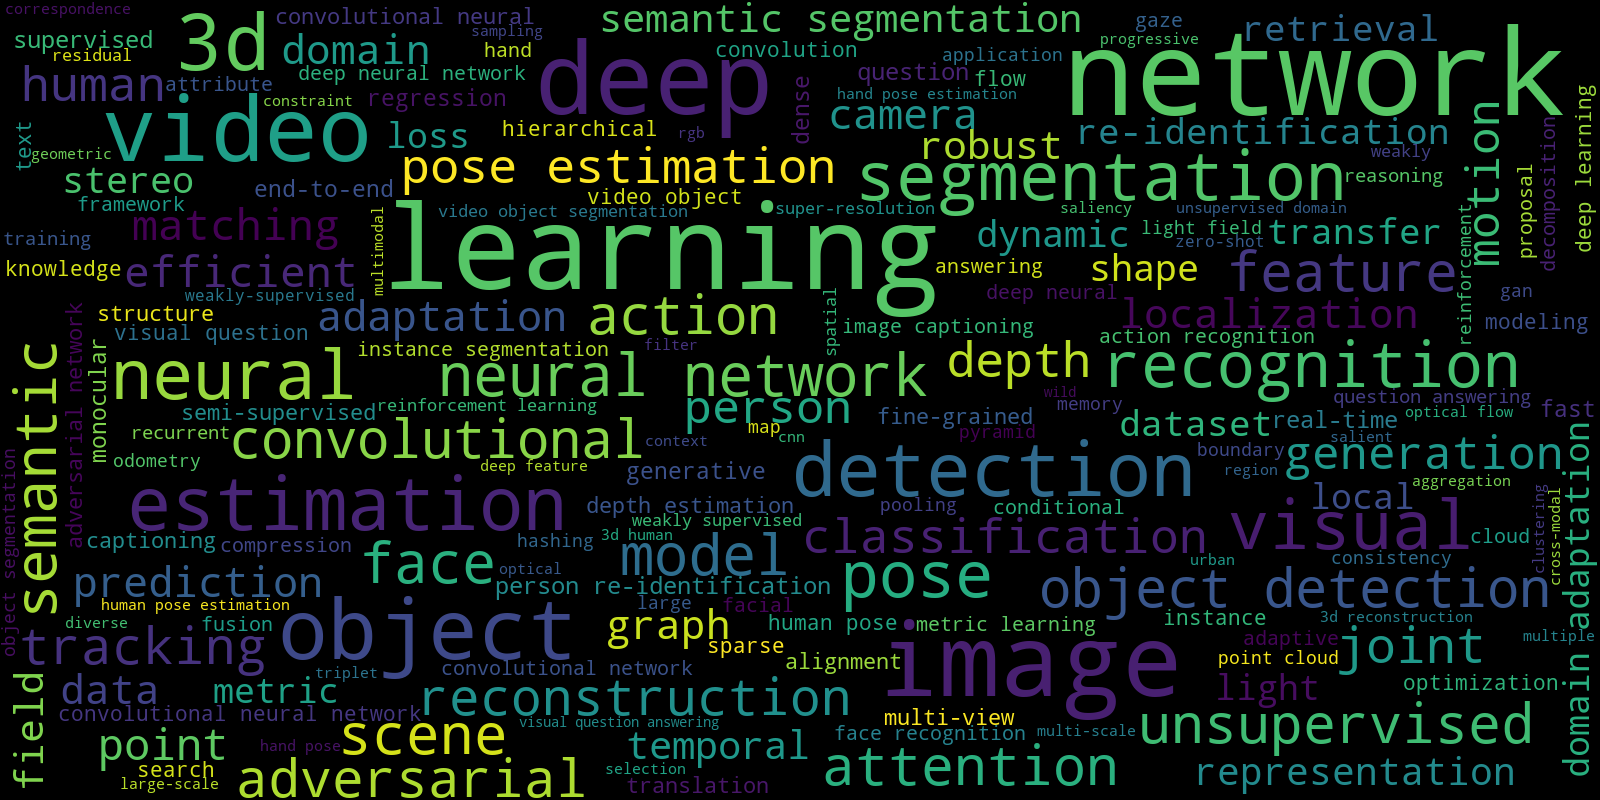 correspondence
convolutional neural
semantic segmentation
gaze
retrieval
supervised
3d
domain
sampling
hand
convolution
application
progressive
network
residual
human
attribute
deep neural network
deep
question
flow
constraint
regression
hand pose estimation
dense
camera
video
loss
hierarchical
rgb
robust
re-identification
motion
decomposition
deep learning
text
geometric
stereo
pose estimation
segmentation
weakly
reasoning
end-to-end
video object
framework
matching
multimodal
video object segmentation
learning
super-resolution
saliency
unsupervised domain
light field
zero-shot
transfer
dynamic
reinforcement
proposal
training
knowledge
efficient
answering
shape
feature
weakly-supervised
structure
adaptation
action
spatial
deep neural
localization
gan
modeling
adversarial network
visual question
image captioning
action recognition
instance segmentation
filter
semantic
monocular
neural
neural network
depth
recognition
wild
memory
question answering
semi-supervised
reinforcement learning
person
fine-grained
dataset
real-time
optical flow
fast
recurrent
convolutional
map
cnn
pyramid
salient
context
boundary
generation
domain adaptation
odometry
deep feature
generative
detection
region
aggregation
object segmentation
estimation
depth estimation
pooling
conditional
local
clustering
cross-modal
weakly supervised
captioning
compression
hashing
3d human
classification
visual
cloud
face
model
optical
pose
urban
consistency
prediction
person re-identification
object detection
human pose estimation
large
facial
diverse
fusion
object
graph
human pose
metric learning
instance
3d reconstruction
tracking
sparse
adaptive
joint
multiple
triplet
convolutional network
alignment
image
point cloud
field
data
metric
reconstruction
light
optimization
convolutional neural network
visual question answering
multi-view
unsupervised
point
hand pose
scene
temporal
face recognition
multi-scale
search
selection
large-scale
adversarial
translation
attention
representation